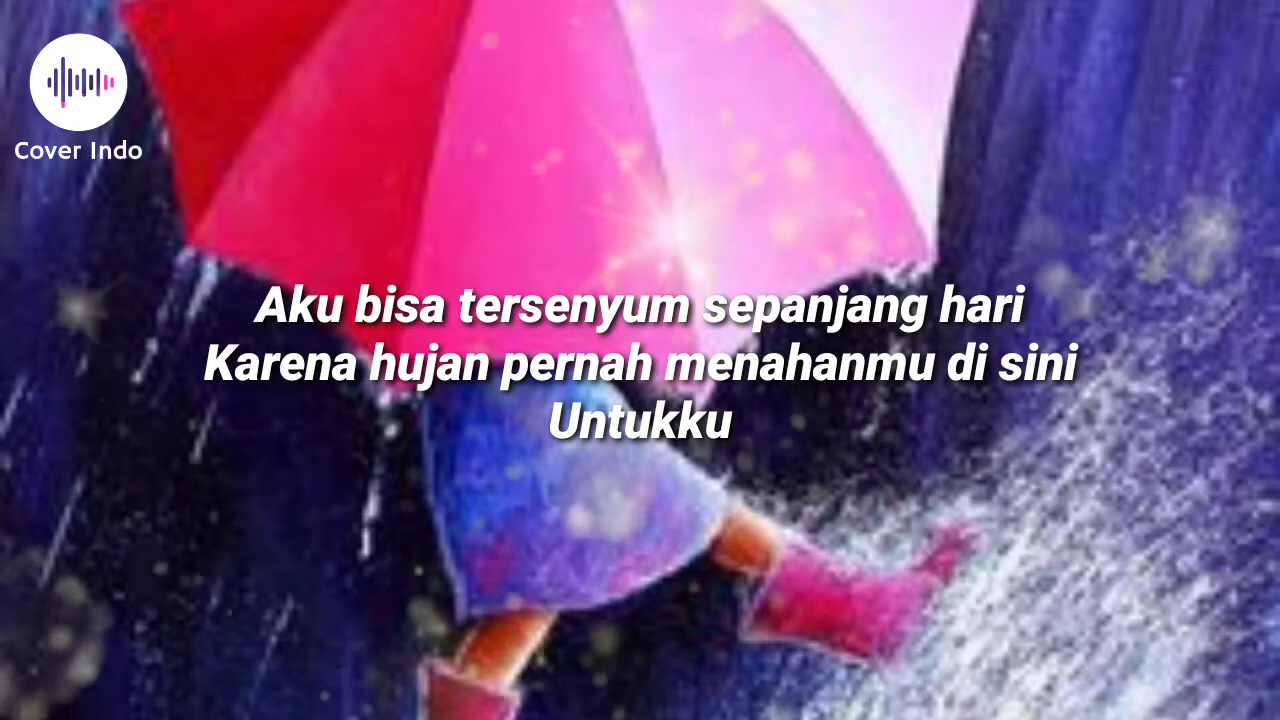 Cover Indo
Aku bisa tersenyum sepanjang hari
Karena hujan pernah menahanmu di sini
Untukku